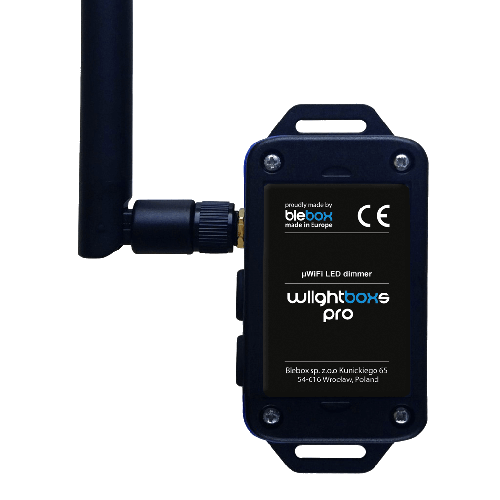 proudly made by
blebox
made in Europe
CE
µWiFi LED dimmer
wlightboxs
pro
Blebox sp. z.o.o Kunickiego 65
54-616 Wrocław, Poland